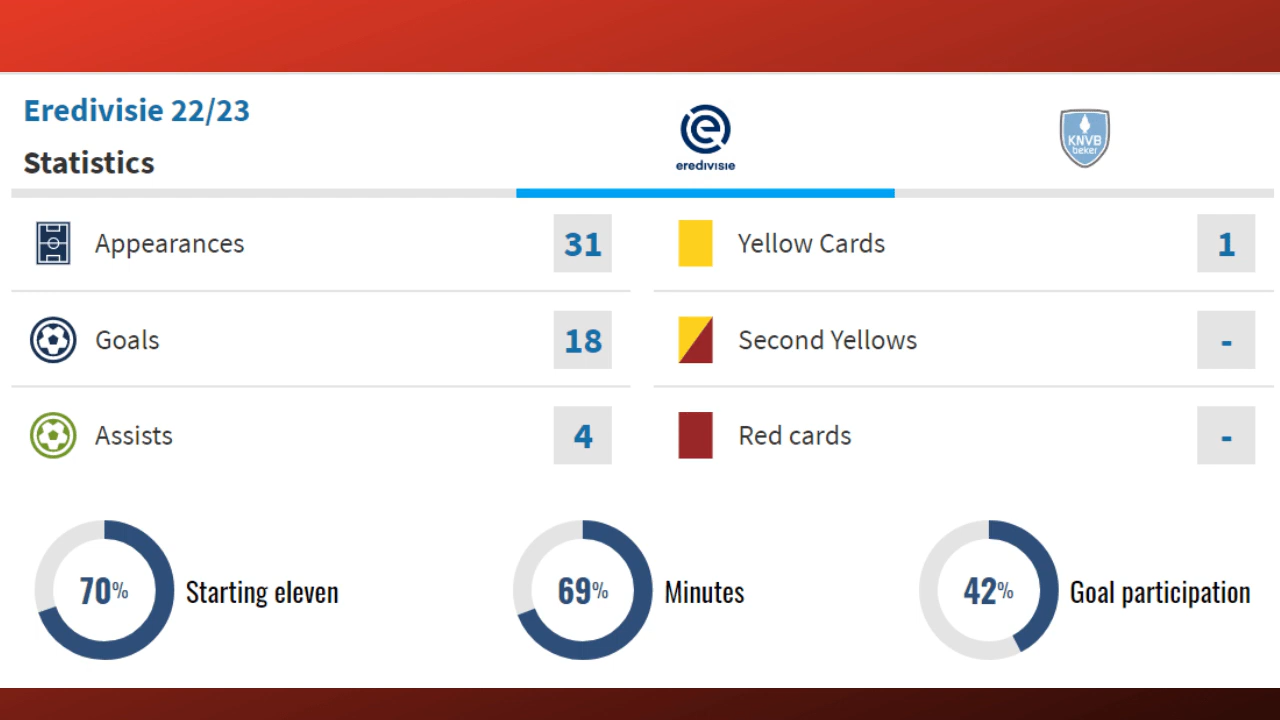 Eredivisie 22/23
Statistics
eredivisie
KNVB
beker
Appearances 31
Yellow Cards 1
Goals 18
Second Yellows -
Assists 4
Red cards -
70% Starting eleven
69% Minutes
42% Goal participation